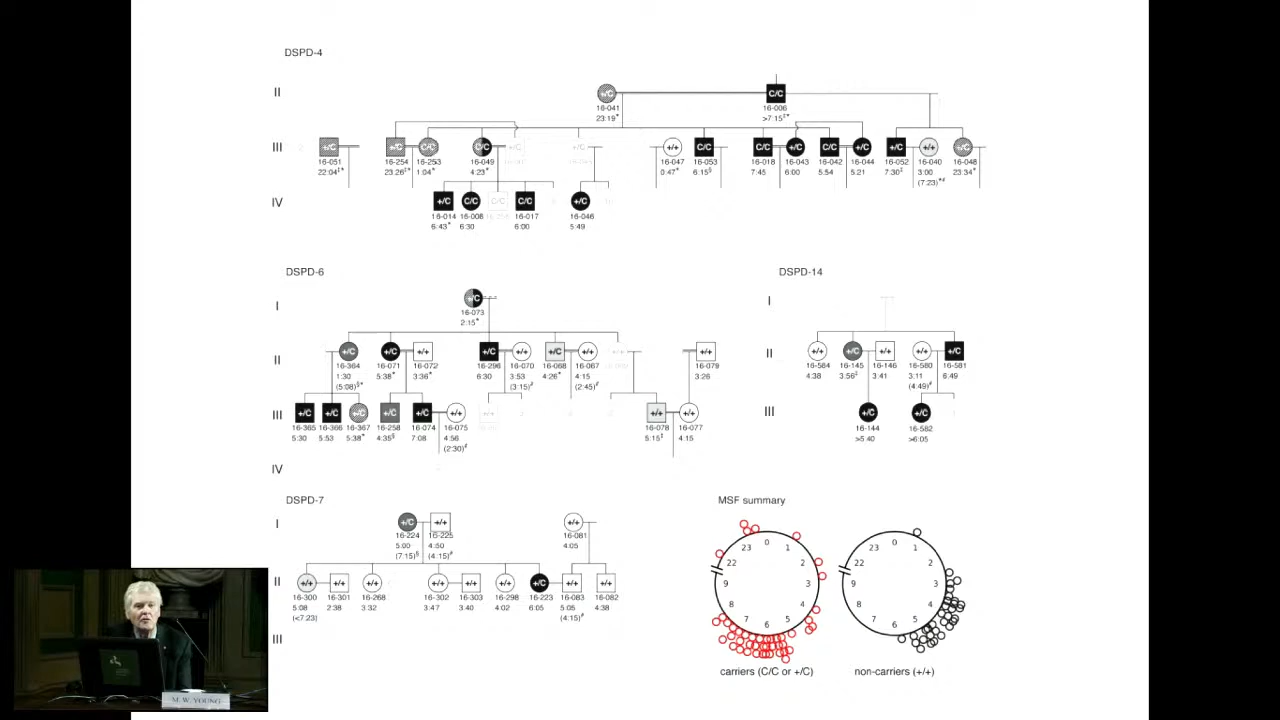 DSPD-4
II
+/C C/C
16-041 16-006
23:19* >7:15‡*
III
+/C +/C C/C +/C +/+ C/C C/C +/C C/C +/C +/C +/+ +/C
16-051 16-254 16-253 16-049 16-047 16-053 16-018 16-043 16-042 16-044 16-052 16-040 16-048
22:04‡* 23:26‡* 1:04* 4:23* 0:47* 6:15§ 7:45 6:00 5:54 5:21 7:30‡ 3:00 23:34*
(7:23)*#
IV
+/C C/C C/C +/C
16-014 16-008 16-017 16-046
6:43* 6:30 6:00 5:49
DSPD-6
I
+/C
16-073
2:15*
II
+/C +/C +/+ +/C +/+ +/C +/+ +/+
16-364 16-071 16-072 16-296 16-070 16-068 16-067 16-079
1:30 5:38* 3:36* 6:30 3:53 4:26* 4:15 3:26
(5:08)§* (3:15)# (2:45)#
III
+/C +/C +/C +/C +/C +/+ +/+ +/+
16-365 16-366 16-367 16-258 16-074 16-075 16-078 16-077
5:30 5:53 5:38* 4:35§ 7:08 4:56 5:15‡ 4:15
(2:30)#
IV
DSPD-14
I
II
+/+ +/C +/+ +/+ +/C
16-584 16-145 16-146 16-580 16-581
4:38 3:56‡ 3:41 3:11 6:49
(4:49)#
III
+/C +/C
16-144 16-582
>5:40 >6:05
DSPD-7
I
+/C +/+ +/+
16-224 16-225 16-081
5:00 4:50 4:05
(7:15)§ (4:15)#
II
+/+ +/+ +/+ +/+ +/+ +/+ +/C +/+ +/+
16-300 16-301 16-268 16-302 16-303 16-298 16-223 16-083 16-082
5:08 2:38 3:32 3:47 3:40 4:02 6:05 5:05 4:38
(<7:23) (4:15)#
III
MSF summary
0 1 2 3 4 5 6 7 8 9 22 23
0 1 2 3 4 5 6 7 8 9 22 23
carriers (C/C or +/C) non-carriers (+/+)
M. W. YOUNG